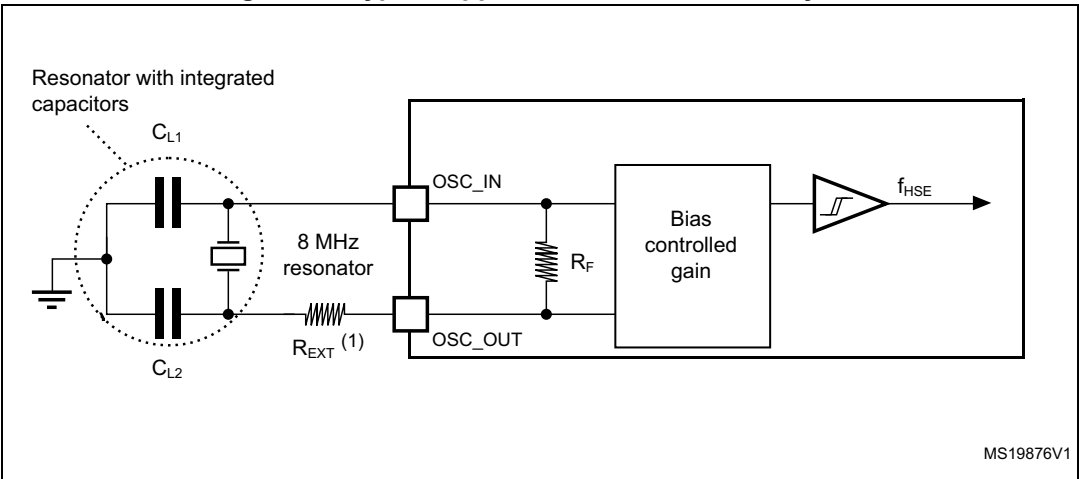 Resonator with integrated
capacitors
CL1
OSC_IN
fHSE
8 MHz
resonator
RF
Bias
controlled
gain
REXT (1)
OSC_OUT
CL2
MS19876V1